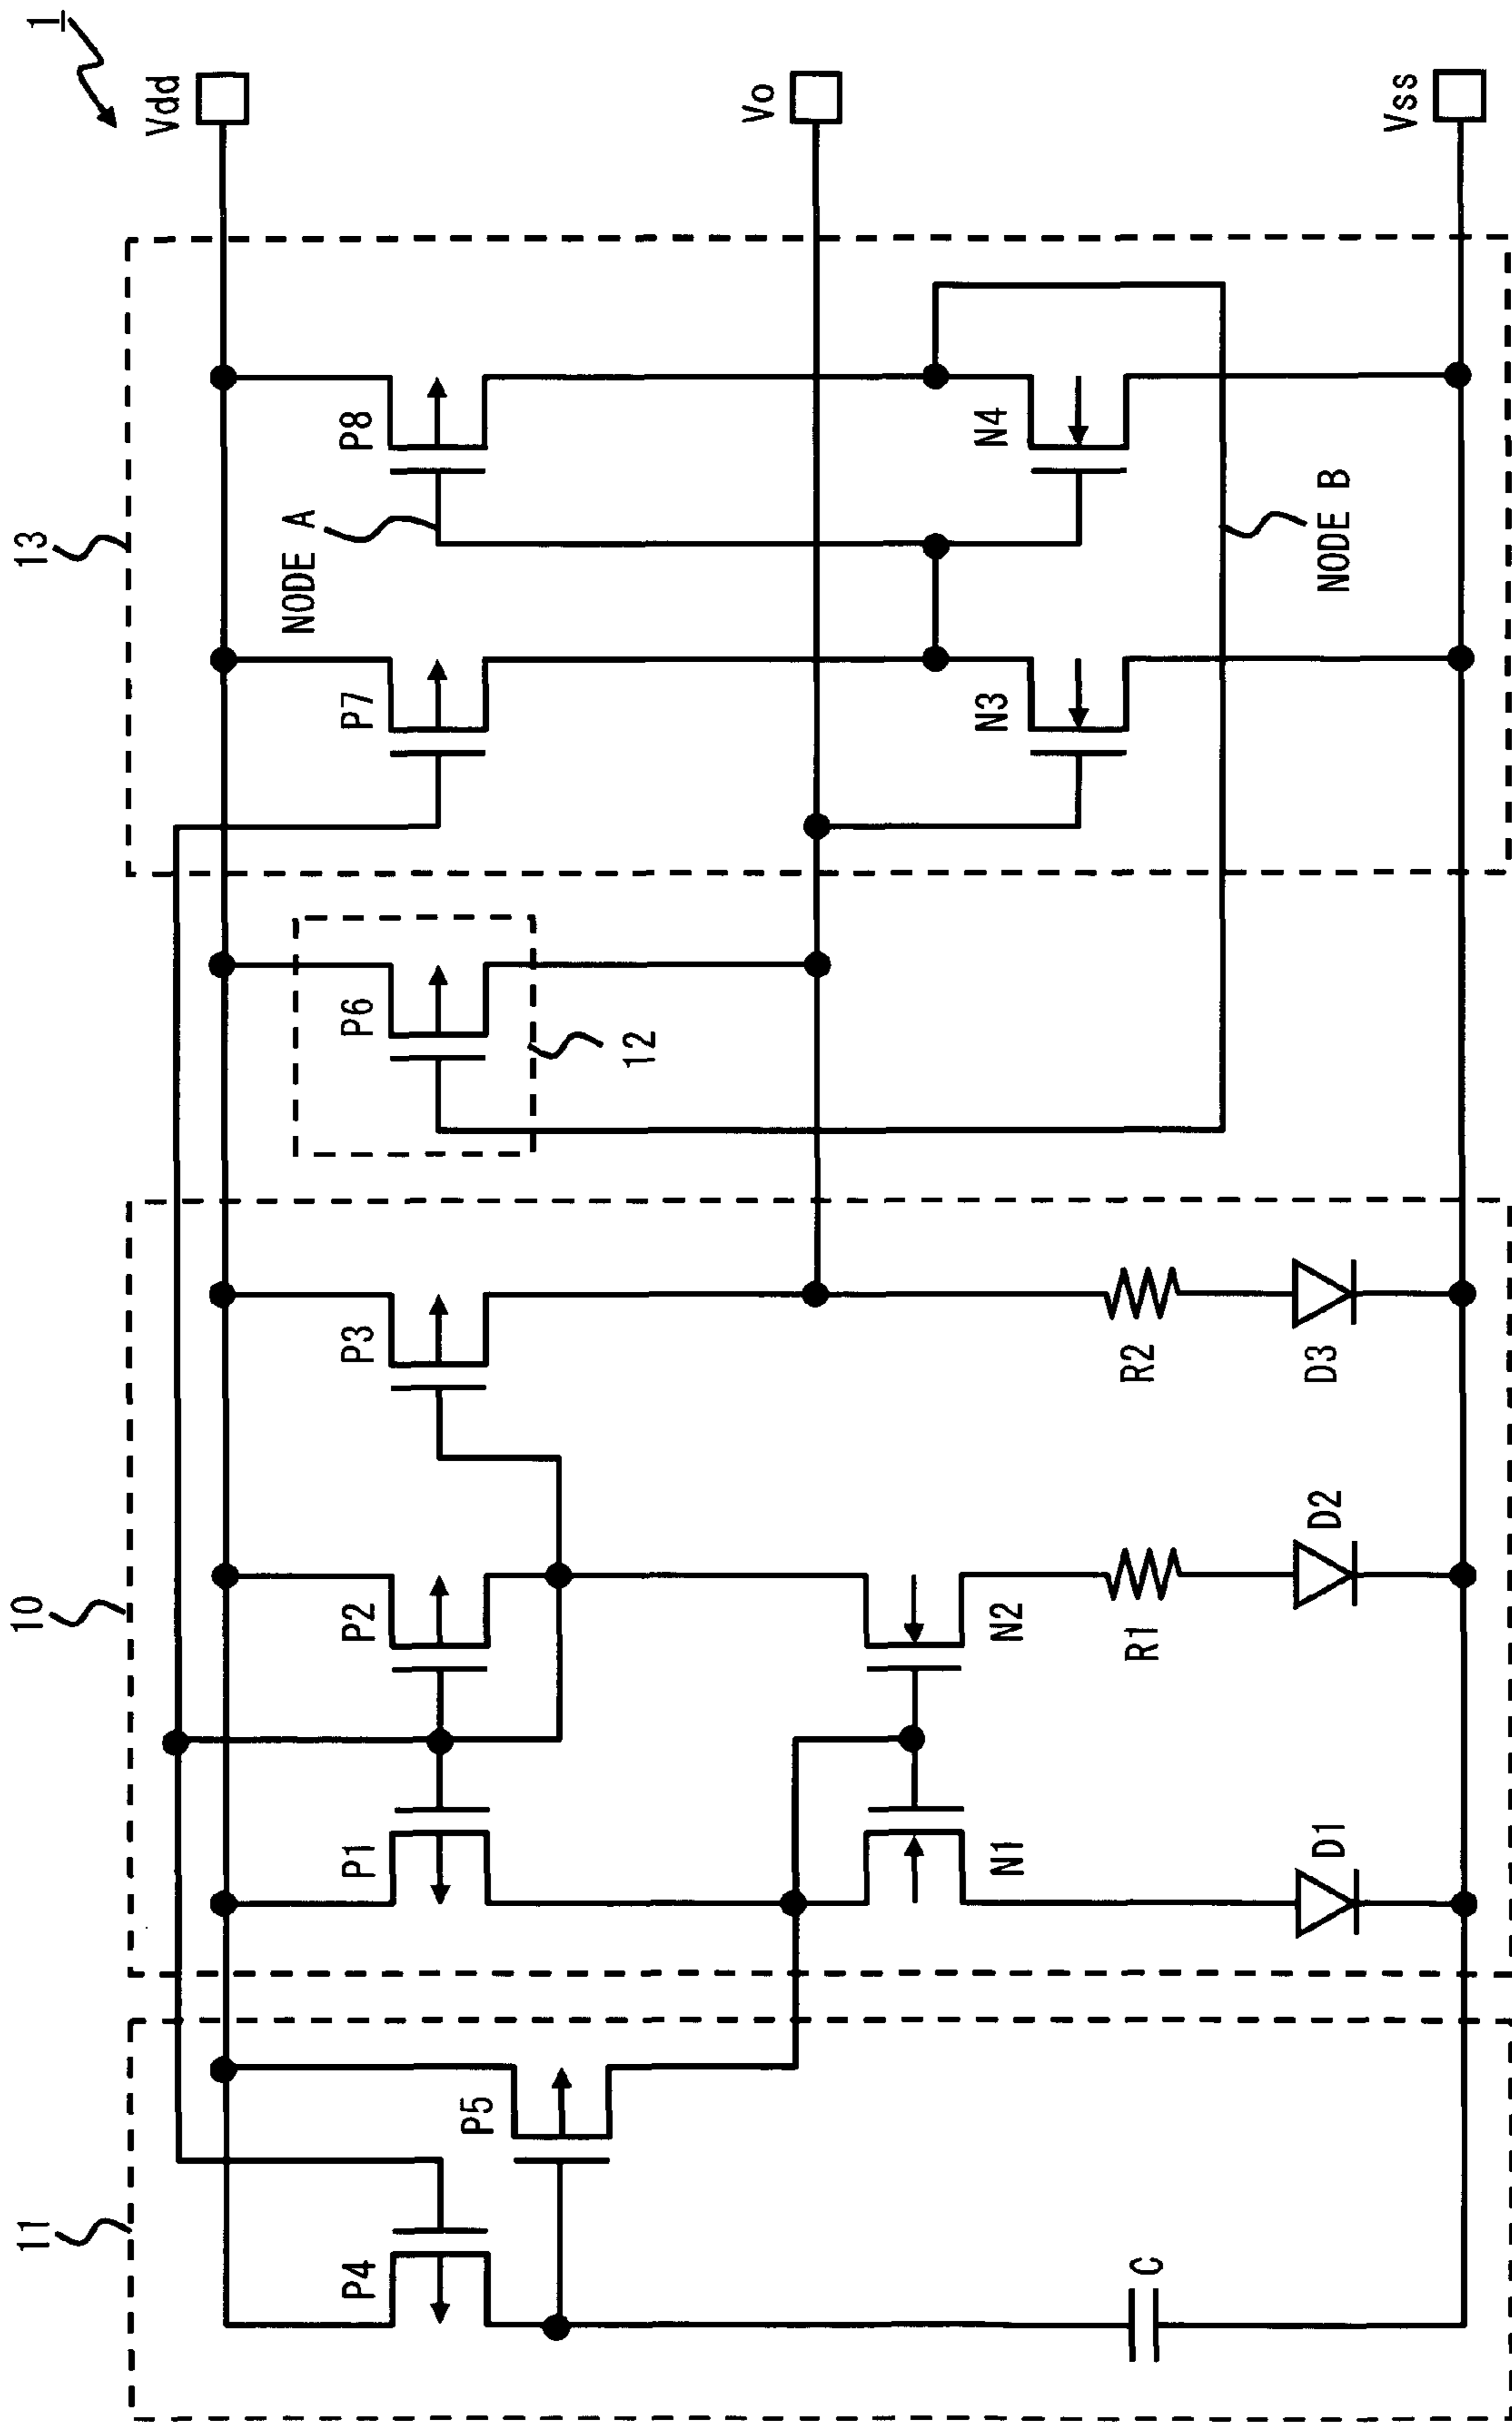 1
Vdd
Vo
Vss
13
P8
N4
NODE A
NODE B
P7
N3
P6
12
10
P3
R2
D3
P2
N2
R1
D2
P1
N1
D1
11
P5
P4
C